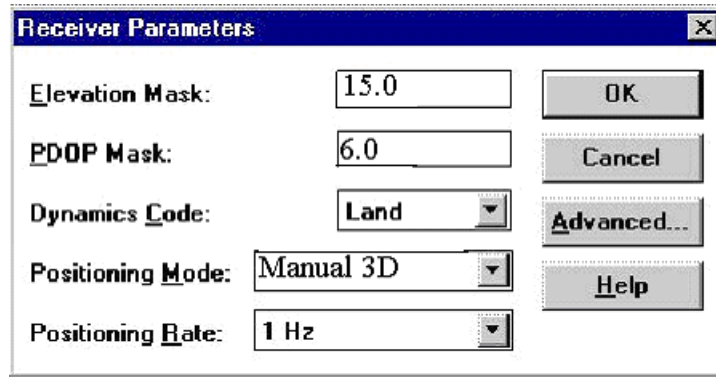 Receiver Parameters
Elevation Mask: 15.0
OK
PDOP Mask: 6.0
Cancel
Dynamics Code: Land
Advanced...
Positioning Mode: Manual 3D
Help
Positioning Rate: 1 Hz